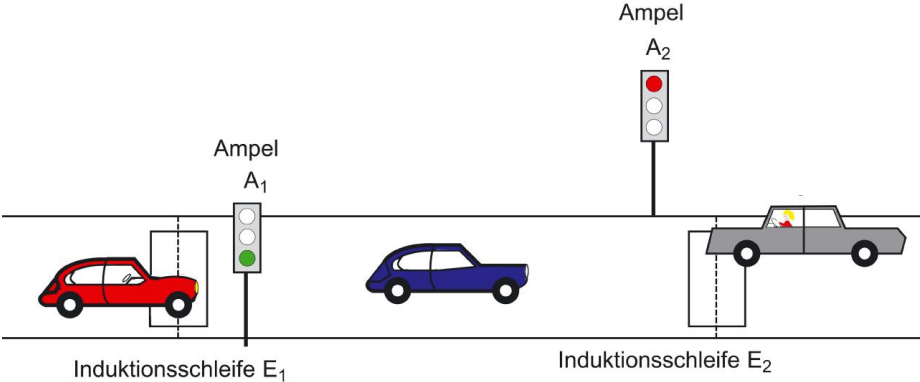 Ampel
A₂
Ampel
A₁
Induktionsschleife E₁
Induktionsschleife E₂